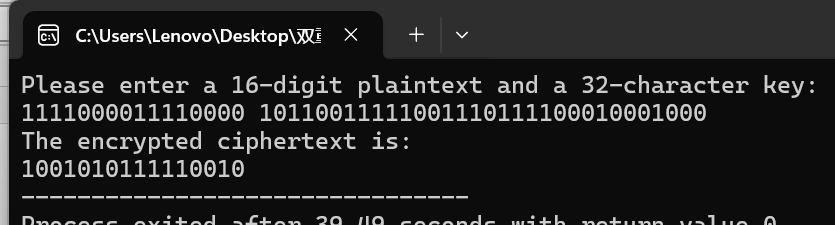 C:\Users\Lenovo\Desktop\双
Please enter a 16-digit plaintext and a 32-character key:
1111000011110000 10110011111001110111100010001000
The encrypted ciphertext is:
1001010111110010
--------------------------------
Process exited after 39.49 seconds with return value 0